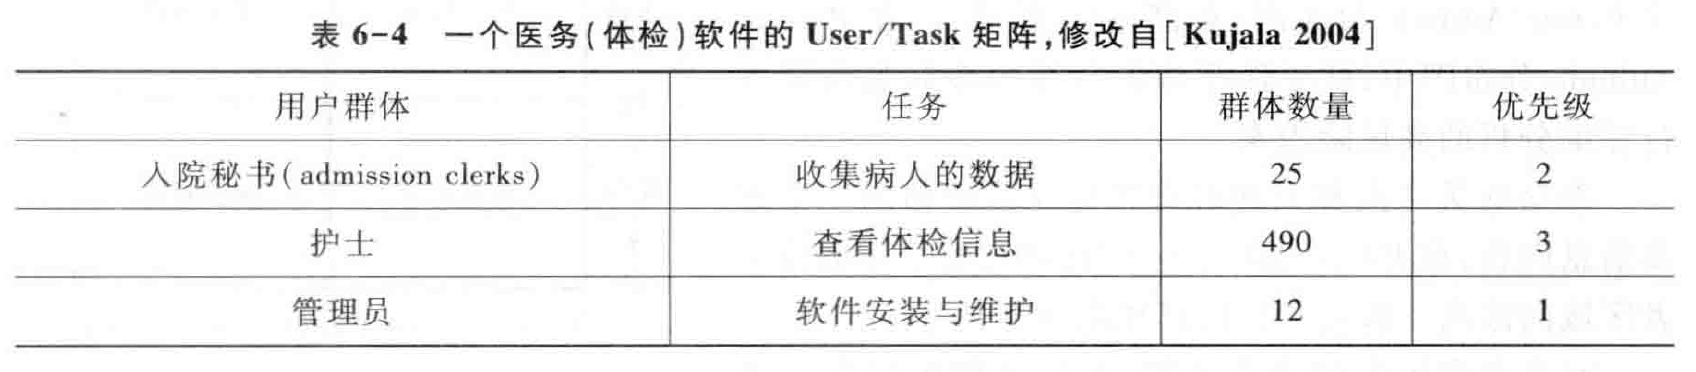 表 6-4 一个医务(体检)软件的 User/Task 矩阵,修改自[Kujala 2004]
用户群体 任务 群体数量 优先级
入院秘书(admission clerks) 收集病人的数据 25 2
护士 查看体检信息 490 3
管理员 软件安装与维护 12 1